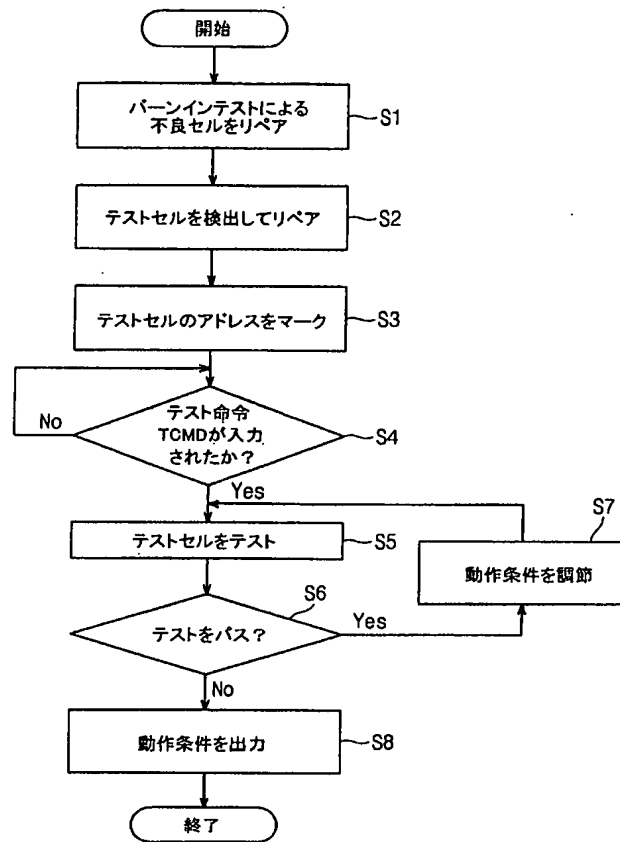 開始
バーンインテストによる
不良セルをリペア
S1
テストセルを検出してリペア
S2
テストセルのアドレスをマーク
S3
テスト命令
TCMDが入力
されたか？
S4
No
Yes
テストセルをテスト
S5
S7
動作条件を調節
S6
テストをパス？
Yes
No
動作条件を出力
S8
終了